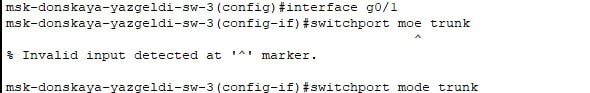 msk-donskaya-yazgeldi-sw-3(config)#interface g0/1
msk-donskaya-yazgeldi-sw-3(config-if)#switchport moe trunk
^
% Invalid input detected at '^' marker.
msk-donskaya-yazgeldi-sw-3(config-if)#switchport mode trunk